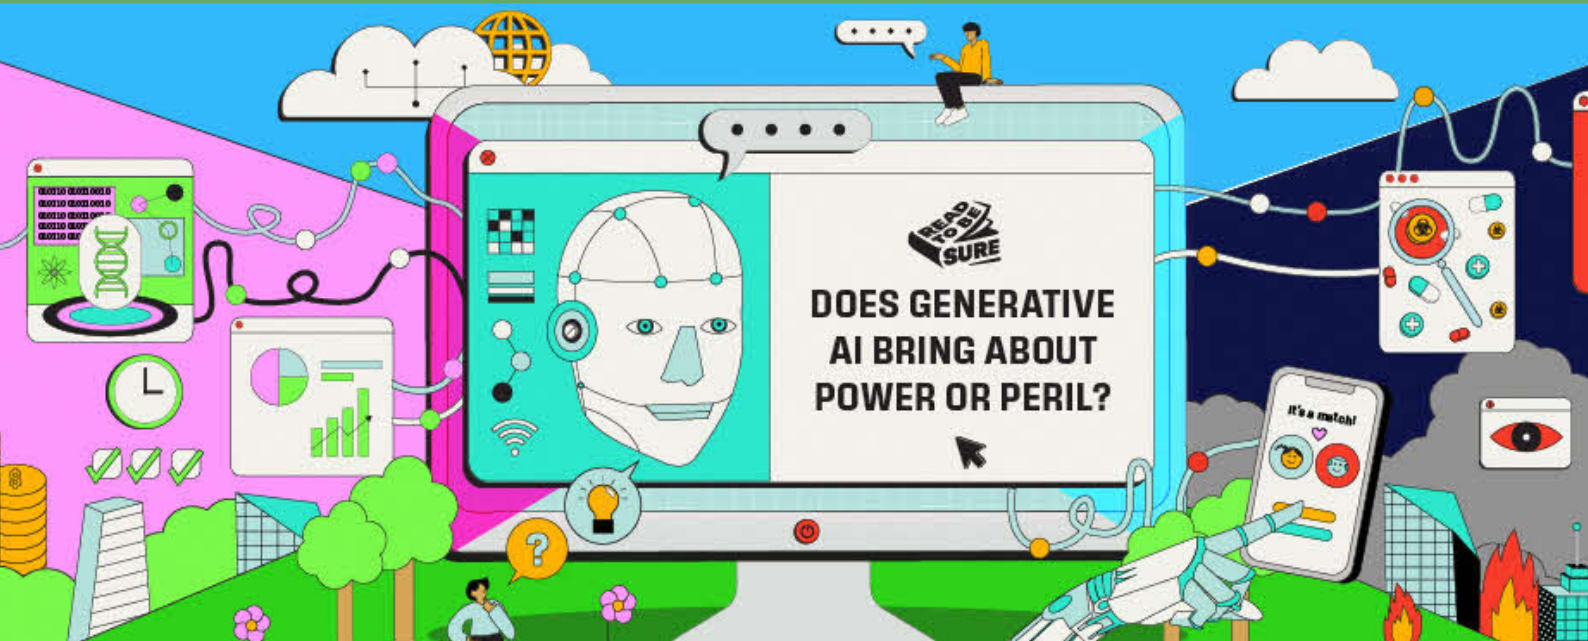 READ
TO BE
SURE
DOES GENERATIVE
AI BRING ABOUT
POWER OR PERIL?
It's a match!
?